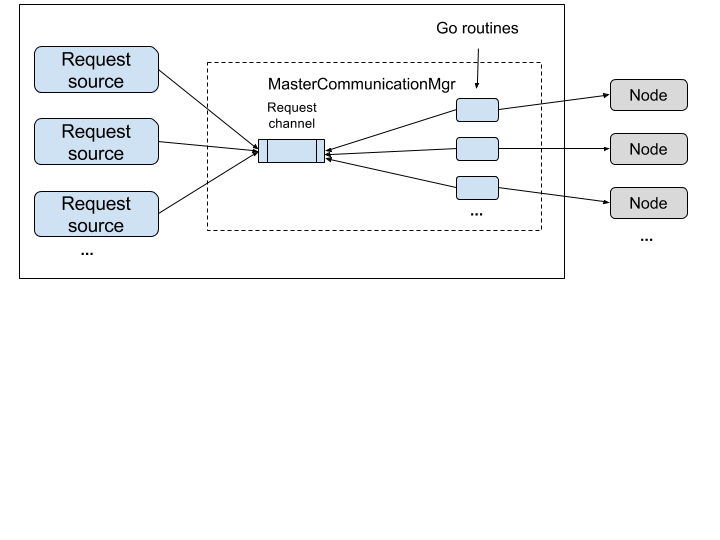 Go routines
Request
source
MasterCommunicationMgr
Node
Request
channel
Request
source
Node
Request
source
Node
...
...
...